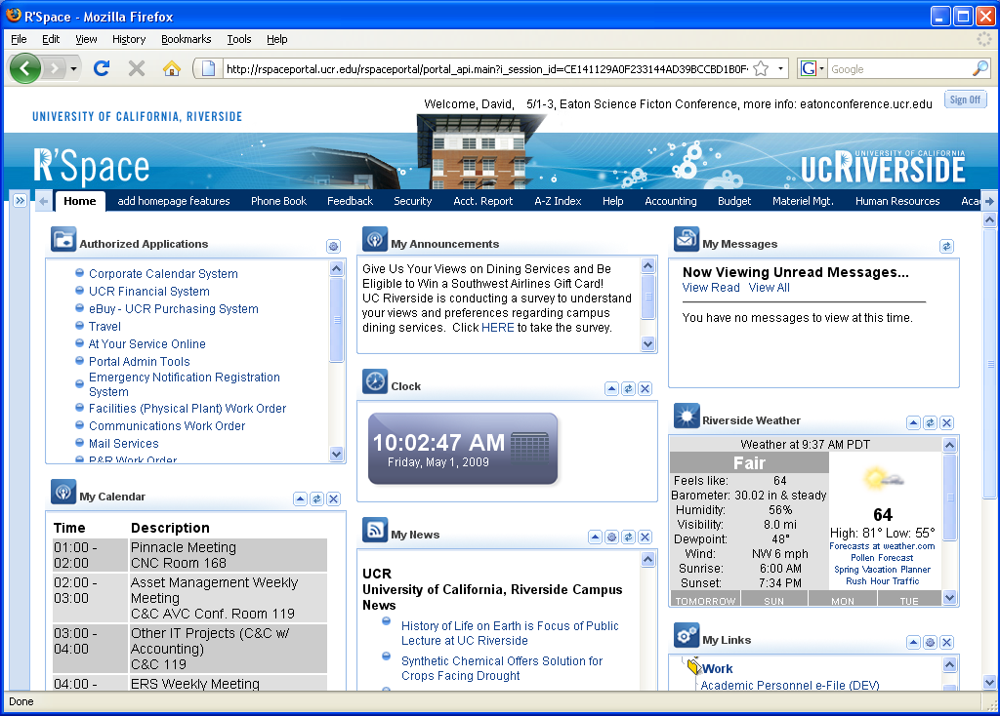 R'Space - Mozilla Firefox
File Edit View History Bookmarks Tools Help
http://rspaceportal.ucr.edu/rspaceportal/portal_api.main?i_session_id=CE141129A0F233144AD39BCCBD1B0F
Google
Welcome, David, 5/1-3, Eaton Science Ficton Conference, more info: eatonconference.ucr.edu
Sign Off
UNIVERSITY OF CALIFORNIA, RIVERSIDE
R'Space
UNIVERSITY OF CALIFORNIA
UCRIVERSIDE
Home add homepage features Phone Book Feedback Security Acct. Report A-Z Index Help Accounting Budget Materiel Mgt. Human Resources Aca
Authorized Applications
Corporate Calendar System
UCR Financial System
eBuy - UCR Purchasing System
Travel
At Your Service Online
Portal Admin Tools
Emergency Notification Registration
System
Facilities (Physical Plant) Work Order
Communications Work Order
Mail Services
P&R Work Order
My Calendar
Time Description
01:00 - Pinnacle Meeting
02:00 CNC Room 168
02:00 - Asset Management Weekly
03:00 Meeting
C&C AVC Conf. Room 119
03:00 - Other IT Projects (C&C w/
04:00 Accounting)
C&C 119
04:00 - ERS Weekly Meeting
My Announcements
Give Us Your Views on Dining Services and Be
Eligible to Win a Southwest Airlines Gift Card!
UC Riverside is conducting a survey to understand
your views and preferences regarding campus
dining services. Click HERE to take the survey.
Clock
10:02:47 AM
Friday, May 1, 2009
My News
UCR
University of California, Riverside Campus
News
History of Life on Earth is Focus of Public
Lecture at UC Riverside
Synthetic Chemical Offers Solution for
Crops Facing Drought
My Messages
Now Viewing Unread Messages...
View Read View All
You have no messages to view at this time.
Riverside Weather
Weather at 9:37 AM PDT
Fair
Feels like: 64
Barometer: 30.02 in & steady
Humidity: 56%
Visibility: 8.0 mi
Dewpoint: 48°
Wind: NW 6 mph
Sunrise: 6:00 AM
Sunset: 7:34 PM
64
High: 81° Low: 55°
Forecasts at weather.com
Pollen Forecast
Spring Vacation Planner
Rush Hour Traffic
TOMORROW SUN MON TUE
My Links
Work
Academic Personnel e-File (DEV)
Done